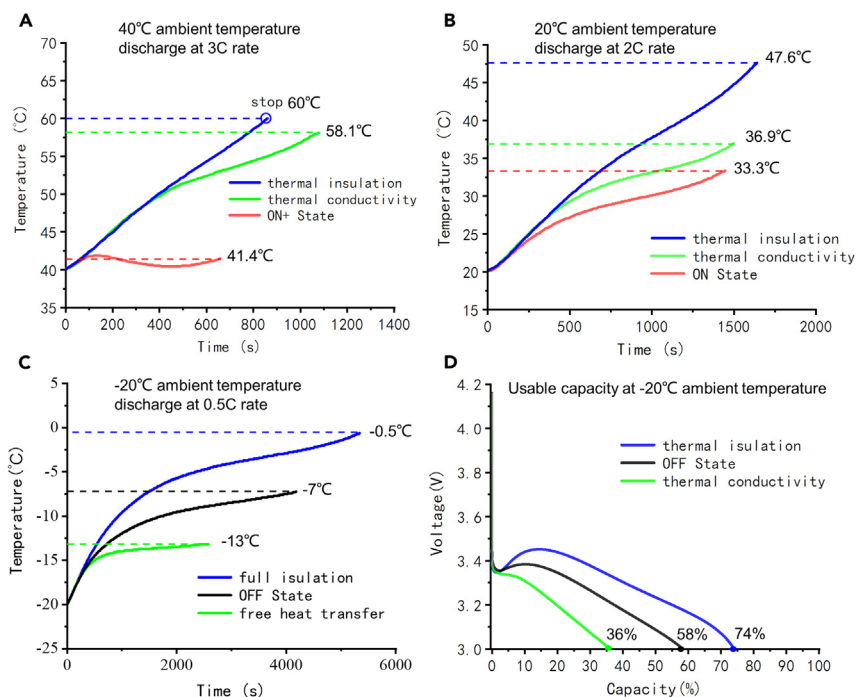 A
40℃ ambient temperature
discharge at 3C rate
70
65
60
55
50
45
40
35
Temperature (℃)
stop 60℃
58.1℃
thermal insulation
thermal conductivity
ON+ State
41.4℃
0 200 400 600 800 1000 1200 1400
Time (s)
B
20℃ ambient temperature
discharge at 2C rate
50
45
40
35
30
25
20
15
Temperature (℃)
47.6℃
36.9℃
33.3℃
thermal insulation
thermal conductivity
ON State
0 500 1000 1500 2000
Time (s)
C
-20℃ ambient temperature
discharge at 0.5C rate
5
0
-5
-10
-15
-20
-25
Temperature(℃)
-0.5℃
-7℃
-13℃
full isulation
OFF State
free heat transfer
0 2000 4000 6000
Time (s)
D
Usable capacity at -20℃ ambient temperature
4.2
4.0
3.8
3.6
3.4
3.2
3.0
Voltage(V)
thermal isulation
OFF State
thermal conductivity
36% 58% 74%
0 10 20 30 40 50 60 70 80 90 100
Capacity(%)